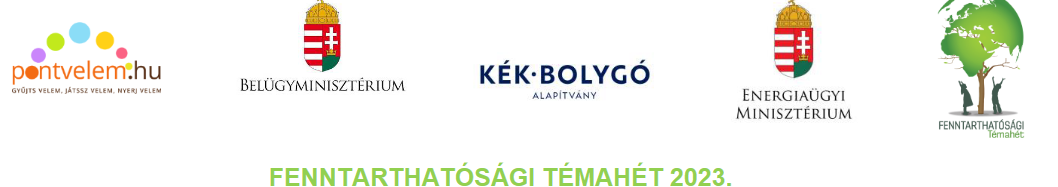 pontvelem.hu
GYŰJTS VELEM, JÁTSSZ VELEM, NYERJ VELEM
BELÜGYMINISZTÉRIUM
KÉK·BOLYGÓ
ALAPÍTVÁNY
ENERGIAÜGYI
MINISZTÉRIUM
FENNTARTHATÓSÁGI
Témahét
FENNTARTHATÓSÁGI TÉMAHÉT 2023.